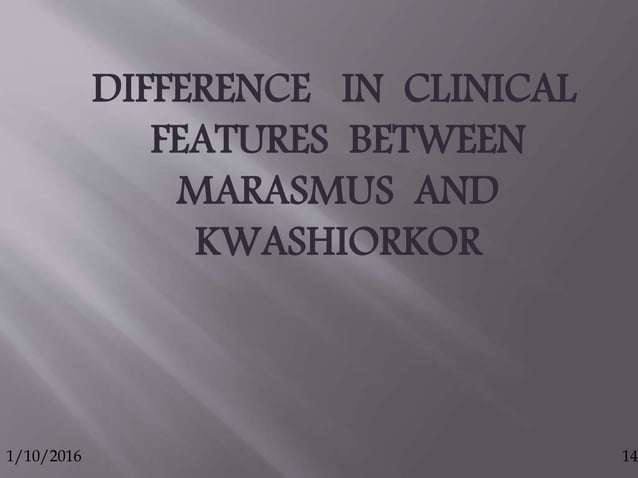 DIFFERENCE IN CLINICAL
FEATURES BETWEEN
MARASMUS AND
KWASHIORKOR
1/10/2016
14